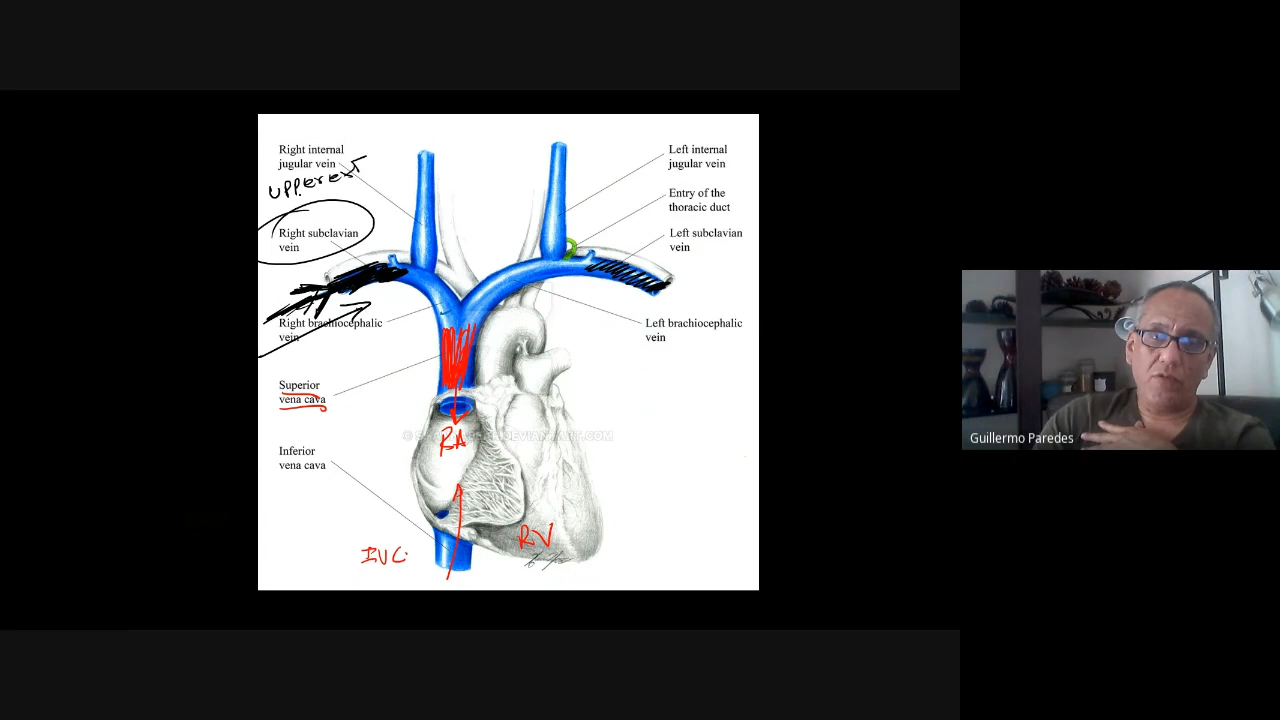 Right internal
jugular vein
upper ext
Right subclavian
vein
Right brachiocephalic
vein
Superior
vena cava
Inferior
vena cava
IVC
RA
RV
Left internal
jugular vein
Entry of the
thoracic duct
Left subclavian
vein
Left brachiocephalic
vein
Guillermo Paredes